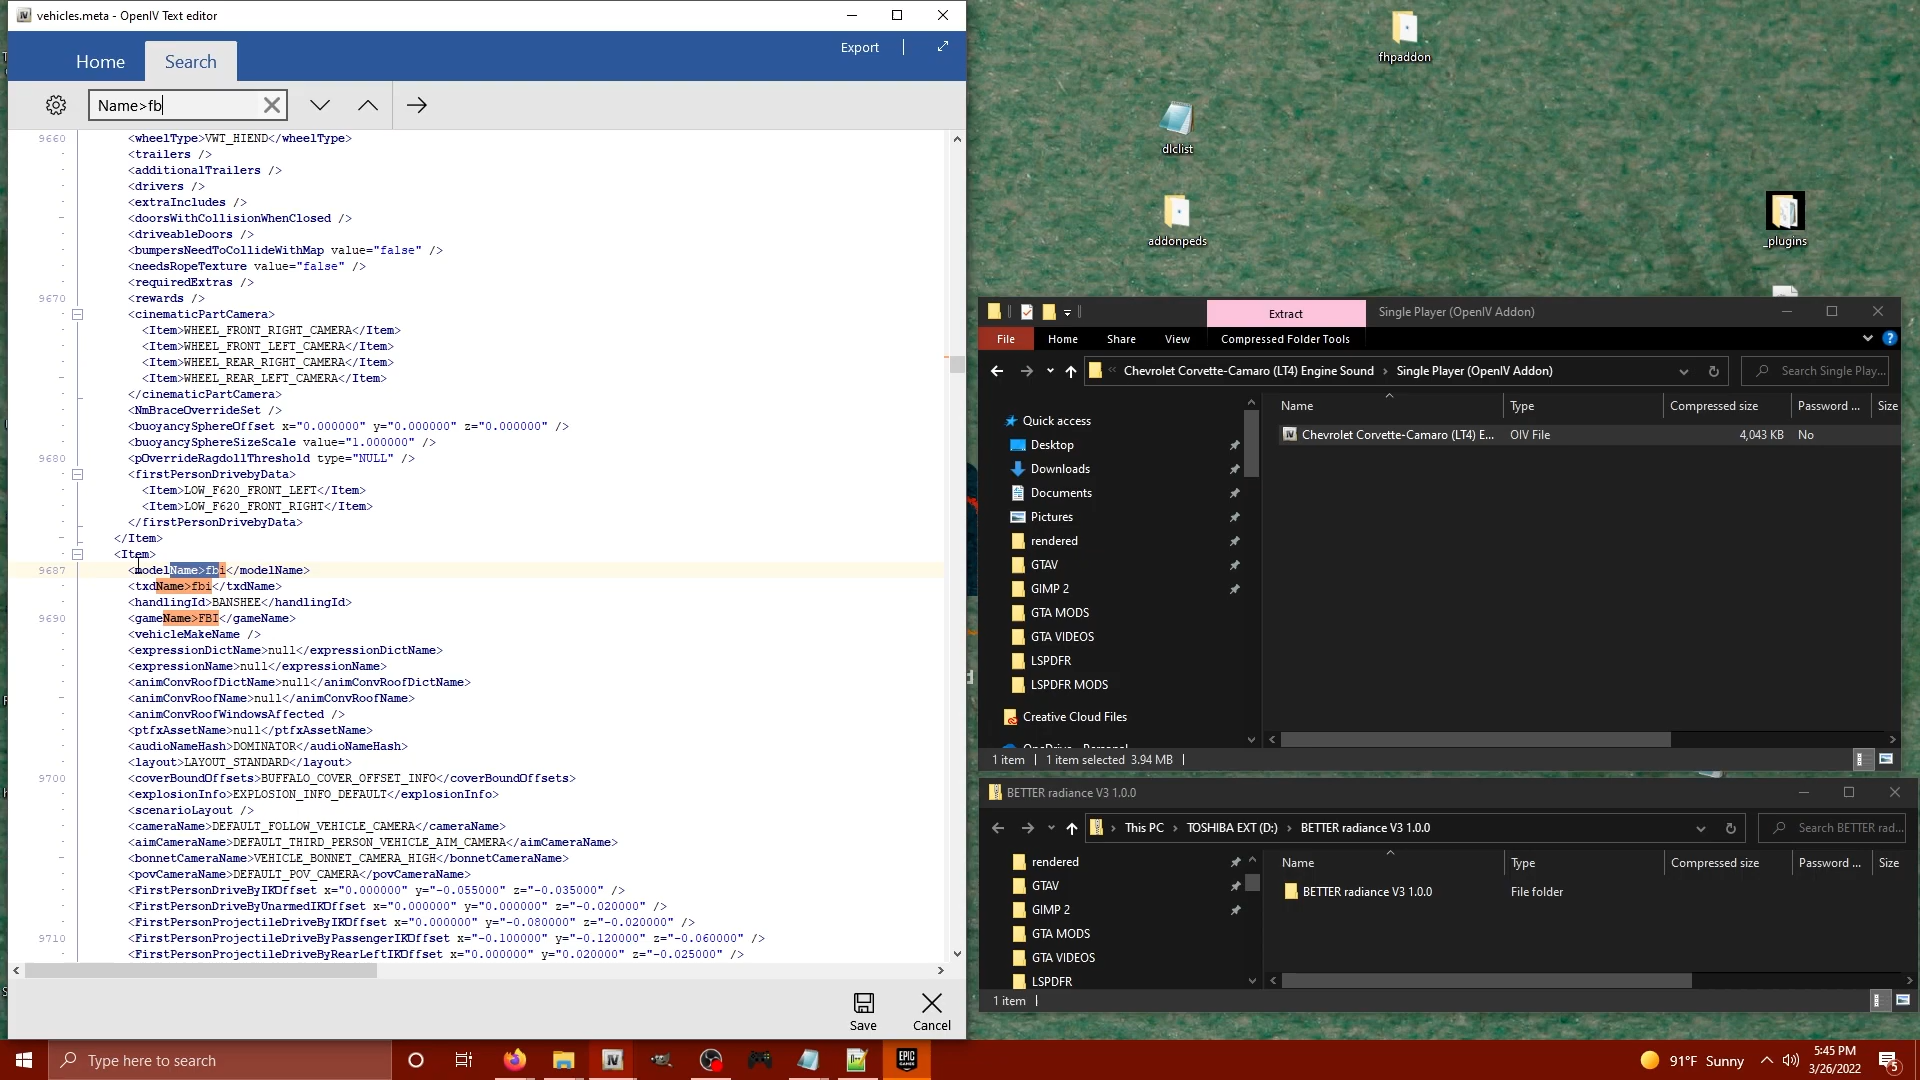 vehicles.meta - OpenIV Text editor
Home
Search
Export
Name>fb
9660 <wheelType>VWT_HIEND</wheelType>
<trailers />
<additionalTrailers />
<drivers />
<extraIncludes />
<doorsWithCollisionWhenClosed />
<driveableDoors />
<bumpersNeedToCollideWithMap value="false" />
<needsRopeTexture value="false" />
<requiredExtras />
9670 <rewards />
<cinematicPartCamera>
<Item>WHEEL_FRONT_RIGHT_CAMERA</Item>
<Item>WHEEL_FRONT_LEFT_CAMERA</Item>
<Item>WHEEL_REAR_RIGHT_CAMERA</Item>
<Item>WHEEL_REAR_LEFT_CAMERA</Item>
</cinematicPartCamera>
<NmBraceOverrideSet />
<buoyancySphereOffset x="0.000000" y="0.000000" z="0.000000" />
<buoyancySphereSizeScale value="1.000000" />
9680 <pOverrideRagdollThreshold type="NULL" />
<firstPersonDrivebyData>
<Item>LOW_F620_FRONT_LEFT</Item>
<Item>LOW_F620_FRONT_RIGHT</Item>
</firstPersonDrivebyData>
</Item>
<Item>
9687 <modelName>fbi</modelName>
<txdName>fbi</txdName>
<handlingId>BANSHEE</handlingId>
9690 <gameName>FBI</gameName>
<vehicleMakeName />
<expressionDictName>null</expressionDictName>
<expressionName>null</expressionName>
<animConvRoofDictName>null</animConvRoofDictName>
<animConvRoofName>null</animConvRoofName>
<animConvRoofWindowsAffected />
<ptfxAssetName>null</ptfxAssetName>
<audioNameHash>DOMINATOR</audioNameHash>
<layout>LAYOUT_STANDARD</layout>
9700 <coverBoundOffsets>BUFFALO_COVER_OFFSET_INFO</coverBoundOffsets>
<explosionInfo>EXPLOSION_INFO_DEFAULT</explosionInfo>
<scenarioLayout />
<cameraName>DEFAULT_FOLLOW_VEHICLE_CAMERA</cameraName>
<aimCameraName>DEFAULT_THIRD_PERSON_VEHICLE_AIM_CAMERA</aimCameraName>
<bonnetCameraName>VEHICLE_BONNET_CAMERA_HIGH</bonnetCameraName>
<povCameraName>DEFAULT_POV_CAMERA</povCameraName>
<FirstPersonDriveByIKOffset x="0.000000" y="-0.055000" z="-0.035000" />
<FirstPersonDriveByUnarmedIKOffset x="0.000000" y="0.000000" z="-0.020000" />
<FirstPersonProjectileDriveByIKOffset x="0.000000" y="-0.080000" z="-0.020000" />
9710 <FirstPersonProjectileDriveByPassengerIKOffset x="-0.100000" y="-0.120000" z="-0.060000" />
<FirstPersonProjectileDriveByRearLeftIKOffset x="0.000000" y="0.020000" z="-0.025000" />
Save
Cancel
fhpaddon
dlclist
addonpeds
_plugins
Extract
Single Player (OpenIV Addon)
File
Home
Share
View
Compressed Folder Tools
Chevrolet Corvette-Camaro (LT4) Engine Sound
Single Player (OpenIV Addon)
Search Single Play...
Name
Type
Compressed size
Password ...
Size
Chevrolet Corvette-Camaro (LT4) E...
OIV File
4,043 KB
No
Quick access
Desktop
Downloads
Documents
Pictures
rendered
GTAV
GIMP 2
GTA MODS
GTA VIDEOS
LSPDFR
LSPDFR MODS
Creative Cloud Files
OneDrive - Personal
1 item
1 item selected 3.94 MB
BETTER radiance V3 1.0.0
This PC
TOSHIBA EXT (D:)
BETTER radiance V3 1.0.0
Search BETTER rad...
Name
Type
Compressed size
Password ...
Size
BETTER radiance V3 1.0.0
File folder
rendered
GTAV
GIMP 2
GTA MODS
GTA VIDEOS
LSPDFR
1 item
Type here to search
EPIC
GAMES
91°F Sunny
5:45 PM
3/26/2022
5